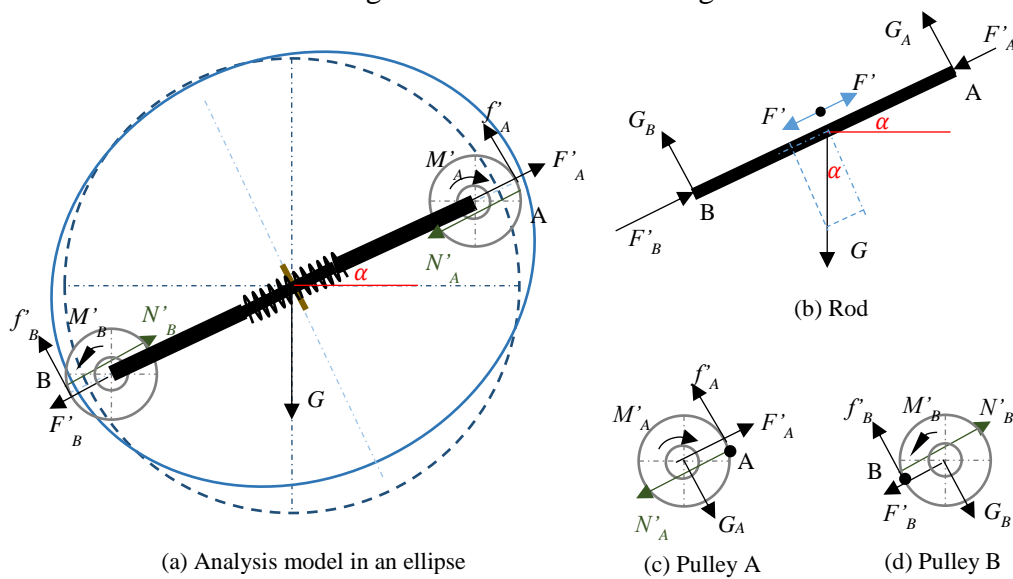 G_A
F'_A
F'
A
F'
α
G_B
α
B
F'_B
G
(b) Rod
f'_A
M'_A
F'_A
A
N'_A
α
f'_B
M'_B
N'_B
B
F'_B
G
(a) Analysis model in an ellipse
f'_A
M'_A
F'_A
A
N'_A
G_A
(c) Pulley A
f'_B
M'_B
N'_B
B
F'_B
G_B
(d) Pulley B